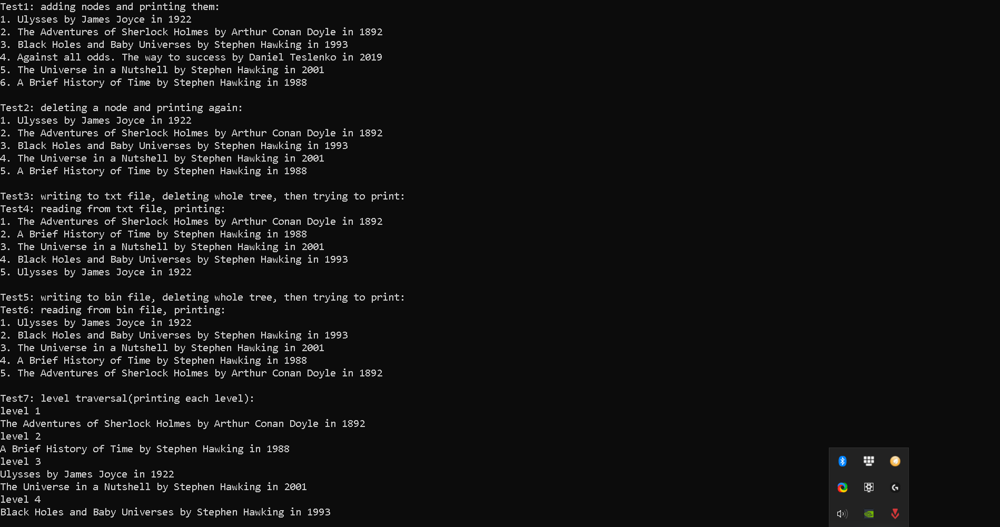 Test1: adding nodes and printing them:
1. Ulysses by James Joyce in 1922
2. The Adventures of Sherlock Holmes by Arthur Conan Doyle in 1892
3. Black Holes and Baby Universes by Stephen Hawking in 1993
4. Against all odds. The way to success by Daniel Teslenko in 2019
5. The Universe in a Nutshell by Stephen Hawking in 2001
6. A Brief History of Time by Stephen Hawking in 1988
Test2: deleting a node and printing again:
1. Ulysses by James Joyce in 1922
2. The Adventures of Sherlock Holmes by Arthur Conan Doyle in 1892
3. Black Holes and Baby Universes by Stephen Hawking in 1993
4. The Universe in a Nutshell by Stephen Hawking in 2001
5. A Brief History of Time by Stephen Hawking in 1988
Test3: writing to txt file, deleting whole tree, then trying to print:
Test4: reading from txt file, printing:
1. The Adventures of Sherlock Holmes by Arthur Conan Doyle in 1892
2. A Brief History of Time by Stephen Hawking in 1988
3. The Universe in a Nutshell by Stephen Hawking in 2001
4. Black Holes and Baby Universes by Stephen Hawking in 1993
5. Ulysses by James Joyce in 1922
Test5: writing to bin file, deleting whole tree, then trying to print:
Test6: reading from bin file, printing:
1. Ulysses by James Joyce in 1922
2. Black Holes and Baby Universes by Stephen Hawking in 1993
3. The Universe in a Nutshell by Stephen Hawking in 2001
4. A Brief History of Time by Stephen Hawking in 1988
5. The Adventures of Sherlock Holmes by Arthur Conan Doyle in 1892
Test7: level traversal(printing each level):
level 1
The Adventures of Sherlock Holmes by Arthur Conan Doyle in 1892
level 2
A Brief History of Time by Stephen Hawking in 1988
level 3
Ulysses by James Joyce in 1922
The Universe in a Nutshell by Stephen Hawking in 2001
level 4
Black Holes and Baby Universes by Stephen Hawking in 1993